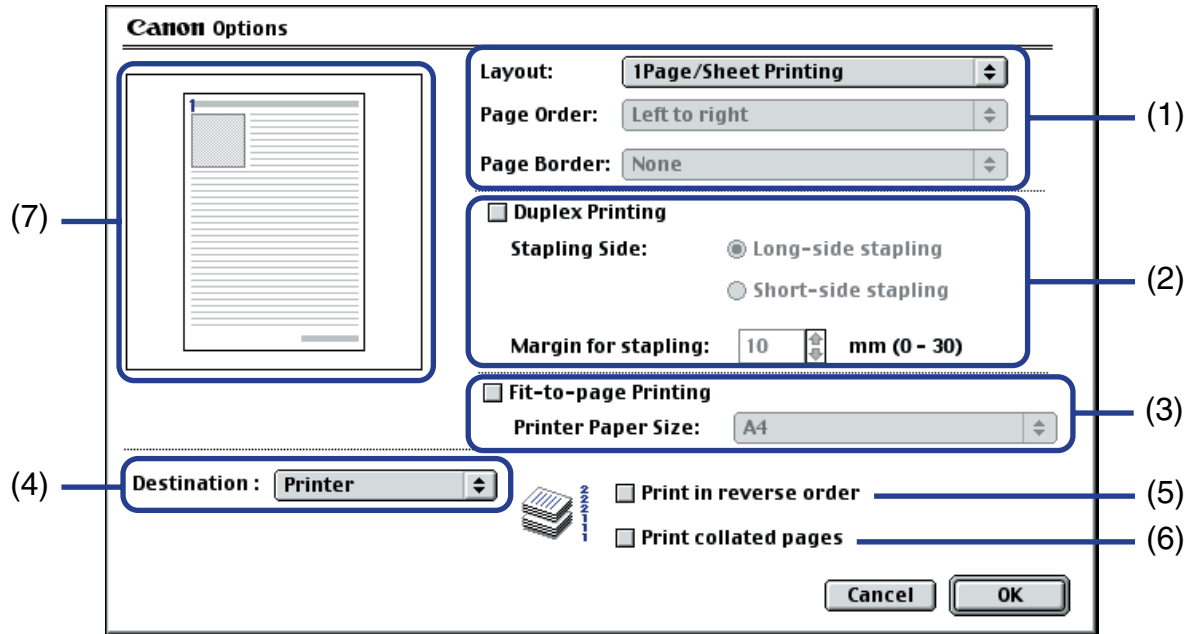 Canon Options
Layout: 1Page/Sheet Printing
Page Order: Left to right
(1)
Page Border: None
1
(7)
Duplex Printing
Stapling Side: Long-side stapling
Short-side stapling
(2)
Margin for stapling: 10 mm (0 - 30)
Fit-to-page Printing
(3)
Printer Paper Size: A4
(4)
Destination : Printer
222111
Print in reverse order
(5)
Print collated pages
(6)
Cancel OK